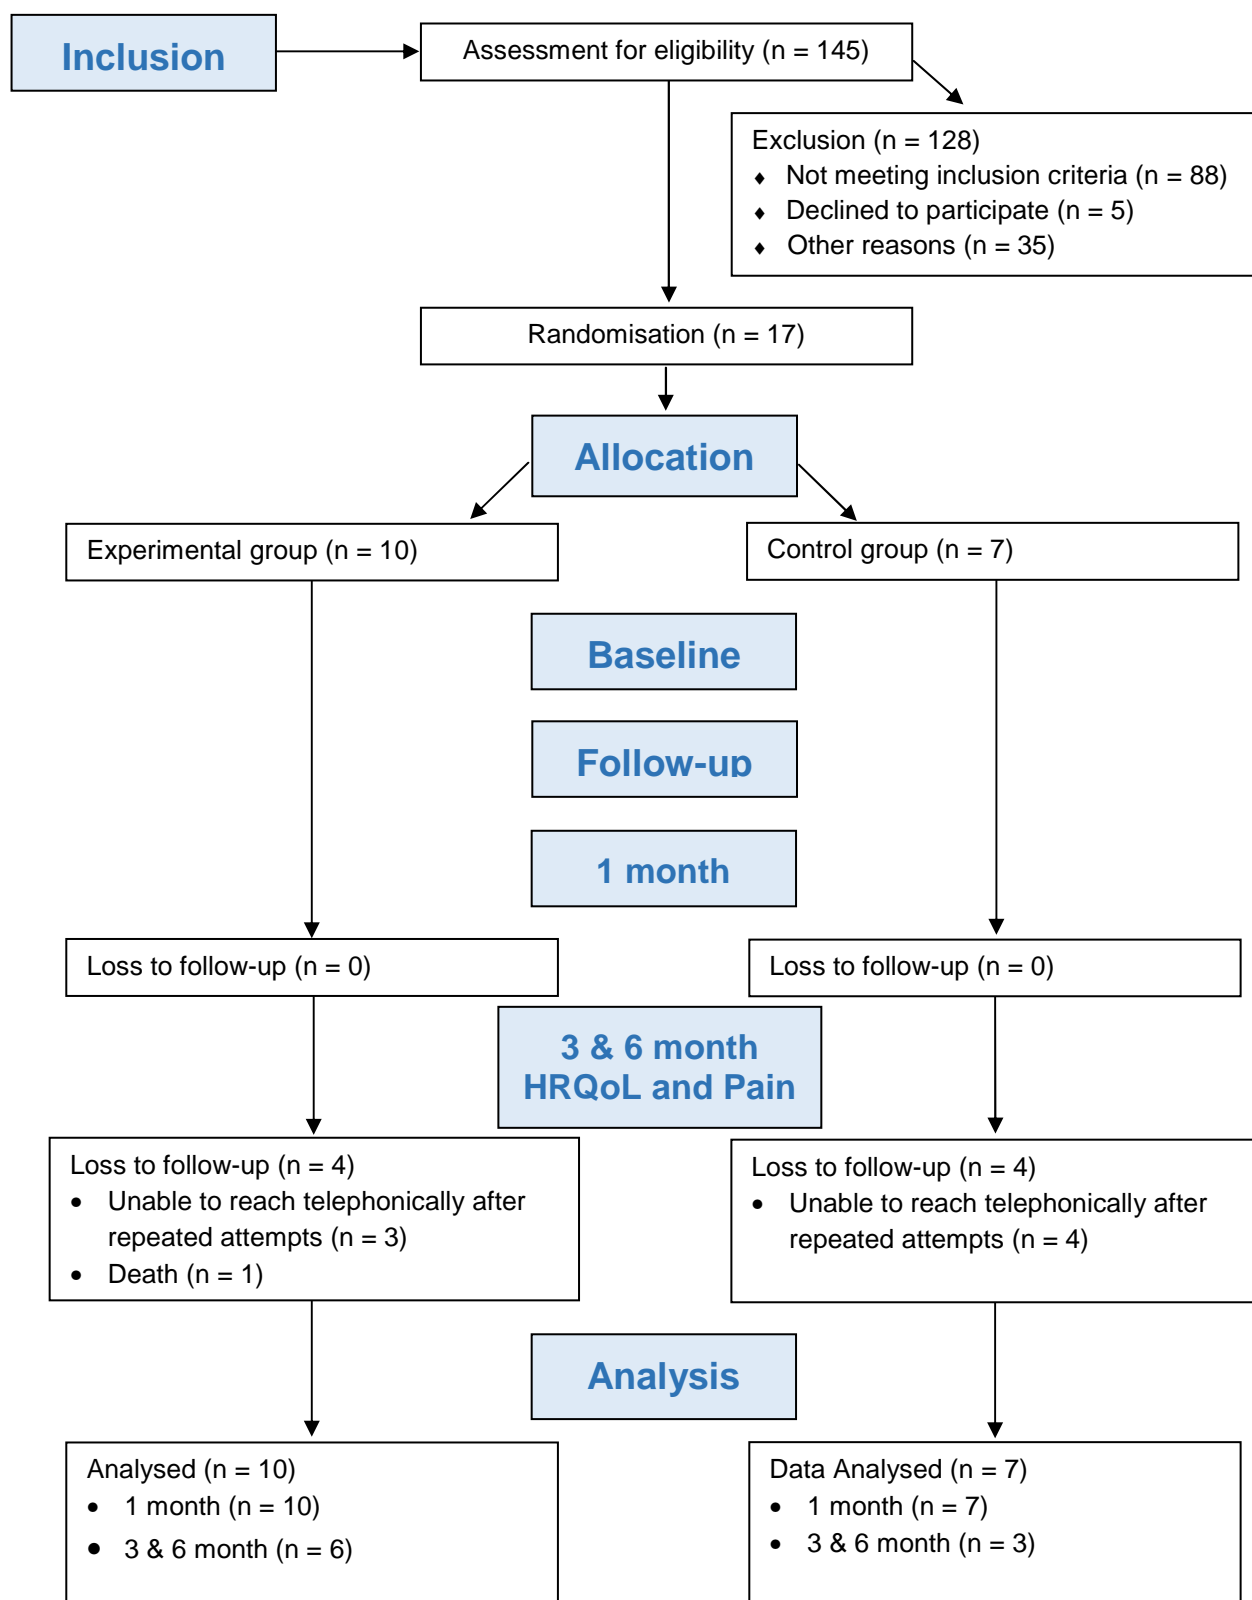 Inclusion
Assessment for eligibility (n = 145)
Exclusion (n = 128)
♦ Not meeting inclusion criteria (n = 88)
♦ Declined to participate (n = 5)
♦ Other reasons (n = 35)
Randomisation (n = 17)
Allocation
Experimental group (n = 10)
Control group (n = 7)
Baseline
Follow-up
1 month
Loss to follow-up (n = 0)
Loss to follow-up (n = 0)
3 & 6 month
HRQoL and Pain
Loss to follow-up (n = 4)
• Unable to reach telephonically after
repeated attempts (n = 3)
• Death (n = 1)
Loss to follow-up (n = 4)
• Unable to reach telephonically after
repeated attempts (n = 4)
Analysis
Analysed (n = 10)
• 1 month (n = 10)
• 3 & 6 month (n = 6)
Data Analysed (n = 7)
• 1 month (n = 7)
• 3 & 6 month (n = 3)